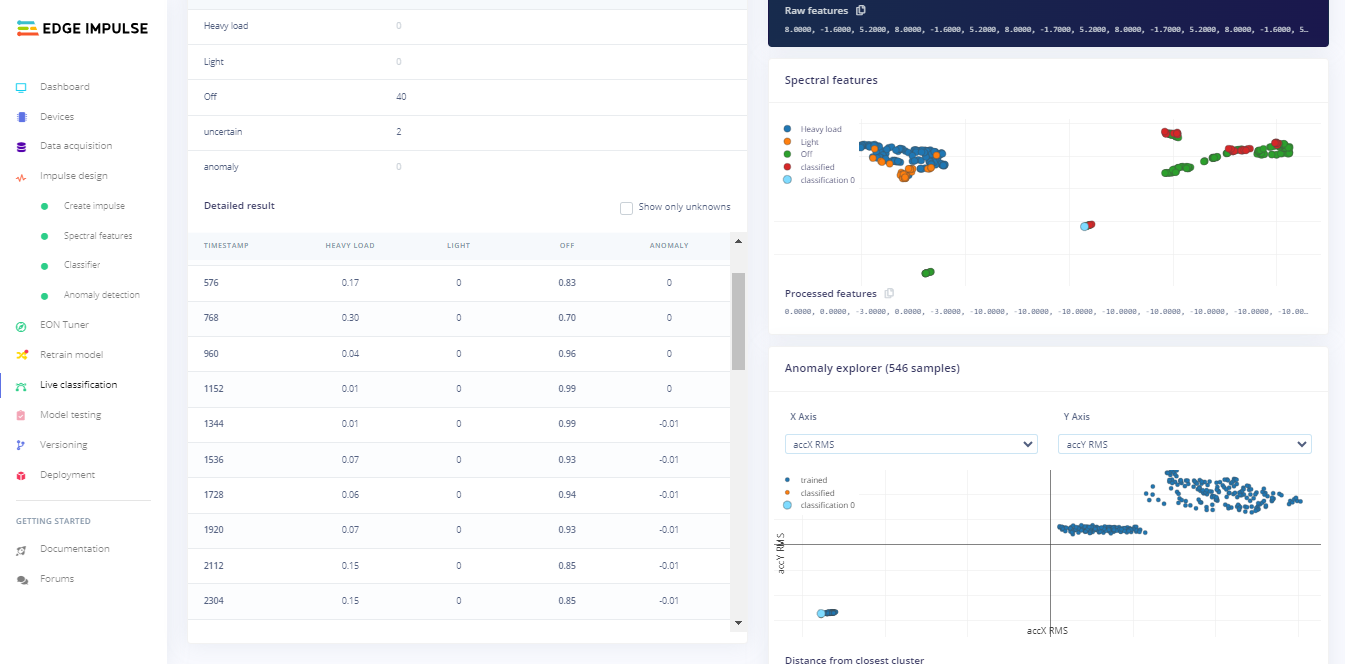 EDGE IMPULSE
Dashboard
Devices
Data acquisition
Impulse design
Create impulse
Spectral features
Classifier
Anomaly detection
EON Tuner
Retrain model
Live classification
Model testing
Versioning
Deployment
GETTING STARTED
Documentation
Forums
Heavy load 0
Light 0
Off 40
uncertain 2
anomaly 0
Detailed result
Show only unknowns
TIMESTAMP HEAVY LOAD LIGHT OFF ANOMALY
576 0.17 0 0.83 0
768 0.30 0 0.70 0
960 0.04 0 0.96 0
1152 0.01 0 0.99 0
1344 0.01 0 0.99 -0.01
1536 0.07 0 0.93 -0.01
1728 0.06 0 0.94 -0.01
1920 0.07 0 0.93 -0.01
2112 0.15 0 0.85 -0.01
2304 0.15 0 0.85 -0.01
Raw features
8.0000, -1.6000, 5.2000, 8.0000, -1.6000, 5.2000, 8.0000, -1.7000, 5.2000, 8.0000, -1.7000, 5.2000, 8.0000, -1.6000, 5…
Spectral features
Heavy load
Light
Off
classified
classification 0
Processed features
0.0000, 0.0000, -3.0000, 0.0000, -3.0000, -10.0000, -10.0000, -10.0000, -10.0000, -10.0000, -10.0000, -10.0000, -10.00…
Anomaly explorer (546 samples)
X Axis
Y Axis
accX RMS
accY RMS
trained
classified
classification 0
accY RMS
accX RMS
Distance from closest cluster